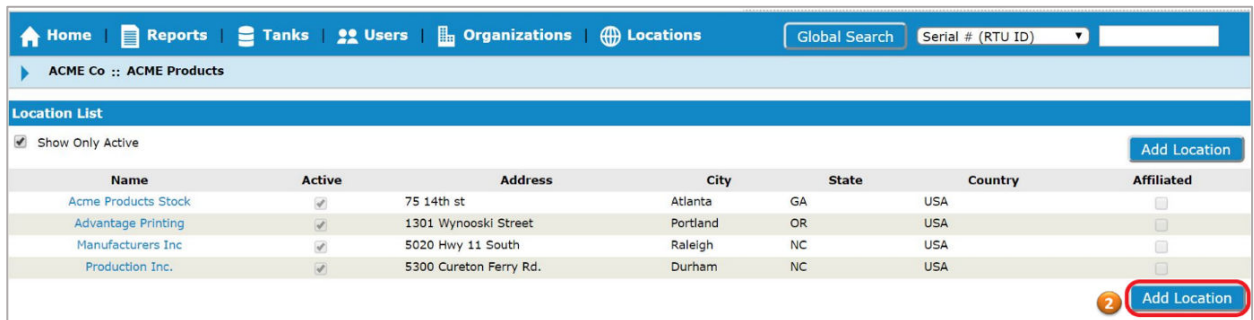 Home | Reports | Tanks | Users | Organizations | Locations Global Search Serial # (RTU ID)
ACME Co :: ACME Products
Location List
Show Only Active
Add Location
Name Active Address City State Country Affiliated
Acme Products Stock 75 14th st Atlanta GA USA
Advantage Printing 1301 Wynooski Street Portland OR USA
Manufacturers Inc 5020 Hwy 11 South Raleigh NC USA
Production Inc. 5300 Cureton Ferry Rd. Durham NC USA
2 Add Location